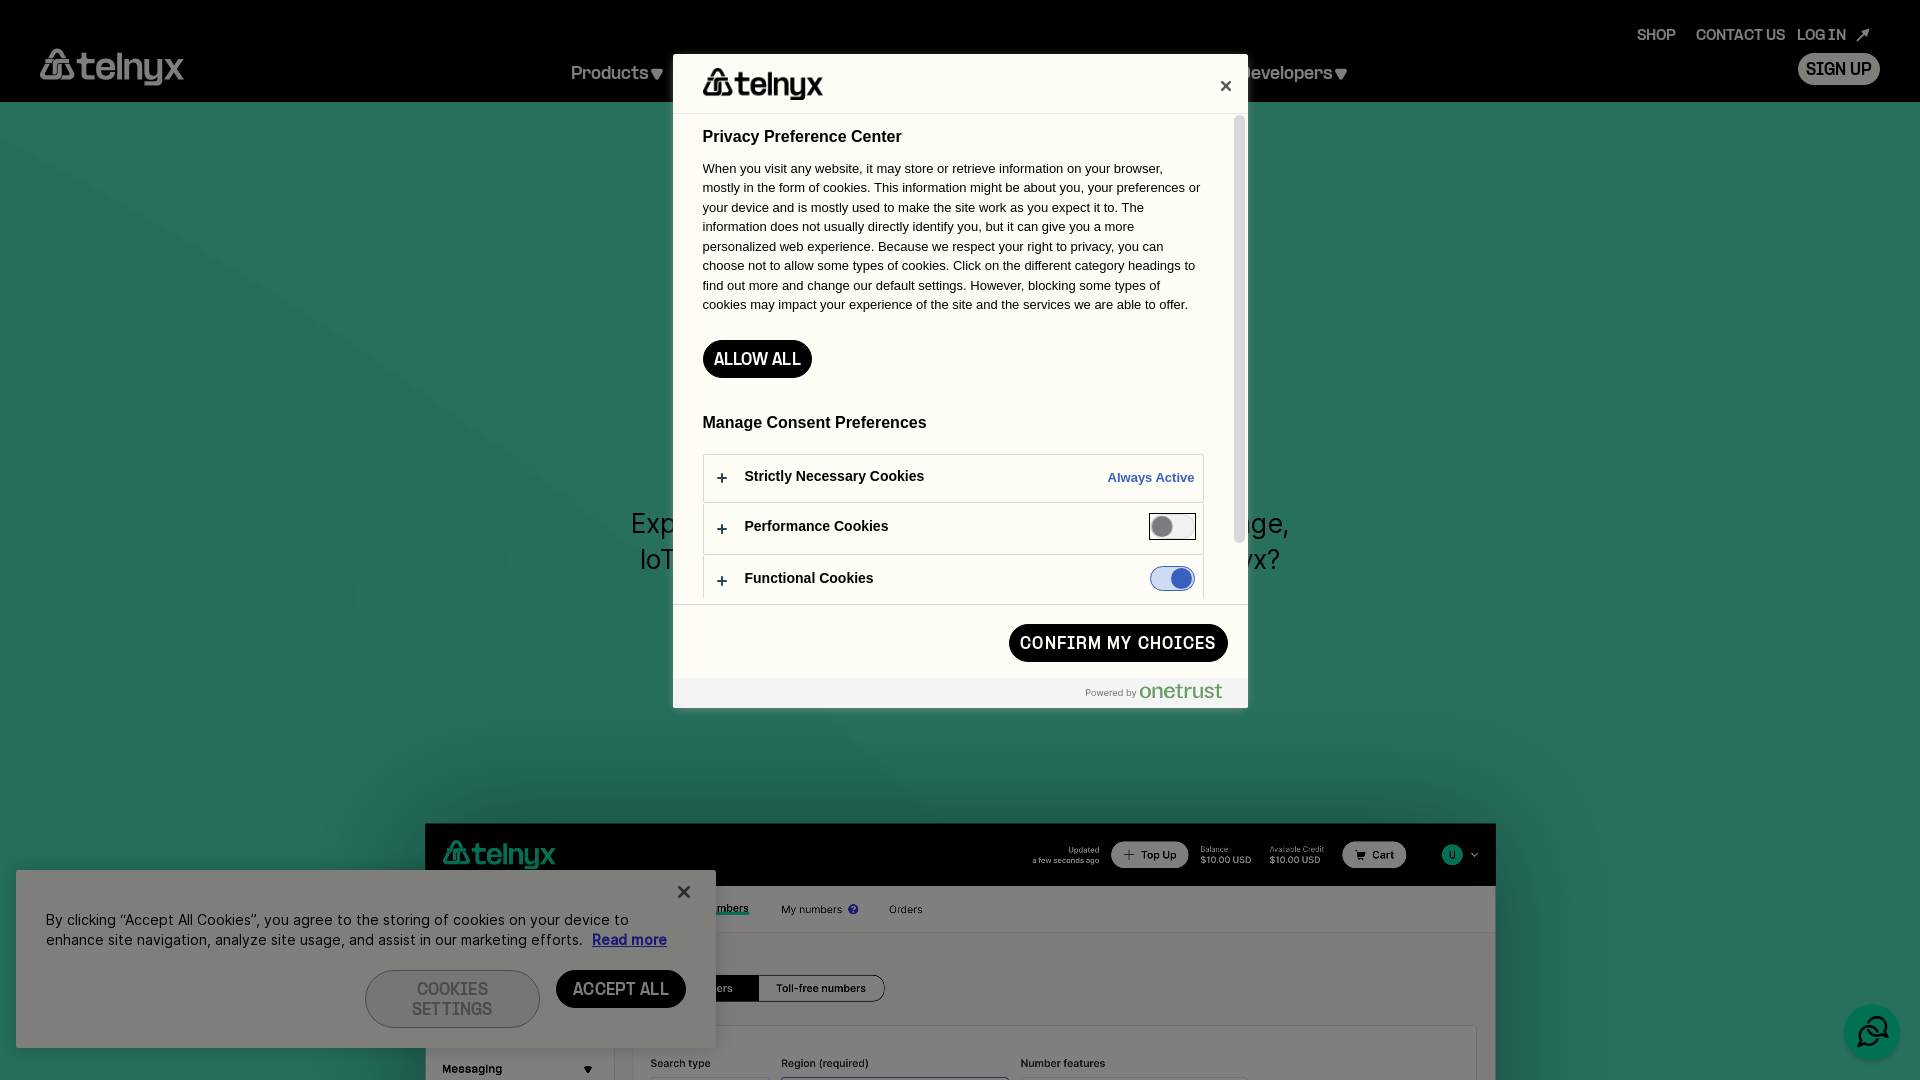 SHOP
CONTACT US
LOG IN
telnyx
Products
Developers
SIGN UP
telnyx
Privacy Preference Center
When you visit any website, it may store or retrieve information on your browser,
mostly in the form of cookies. This information might be about you, your preferences or
your device and is mostly used to make the site work as you expect it to. The
information does not usually directly identify you, but it can give you a more
personalized web experience. Because we respect your right to privacy, you can
choose not to allow some types of cookies. Click on the different category headings to
find out more and change our default settings. However, blocking some types of
cookies may impact your experience of the site and the services we are able to offer.
ALLOW ALL
Manage Consent Preferences
Strictly Necessary Cookies
Always Active
Performance Cookies
Functional Cookies
CONFIRM MY CHOICES
Powered by onetrust
telnyx
Updated
a few seconds ago
Top Up
Balance
$10.00 USD
Available Credit
$10.00 USD
Cart
U
My numbers ?
Orders
Toll-free numbers
By clicking “Accept All Cookies”, you agree to the storing of cookies on your device to
enhance site navigation, analyze site usage, and assist in our marketing efforts. Read more
COOKIES
SETTINGS
ACCEPT ALL
Messaging
Search type
Region (required)
Number features